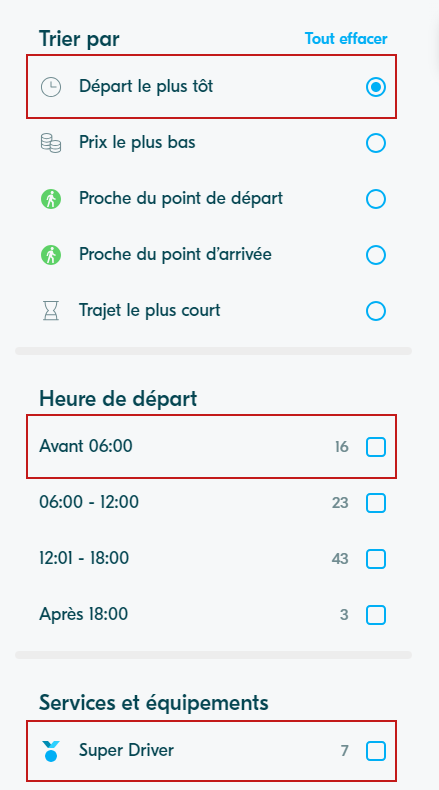 Trier par Tout effacer
Départ le plus tôt
Prix le plus bas
Proche du point de départ
Proche du point d'arrivée
Trajet le plus court
Heure de départ
Avant 06:00 16
06:00 - 12:00 23
12:01 - 18:00 43
Après 18:00 3
Services et équipements
Super Driver 7